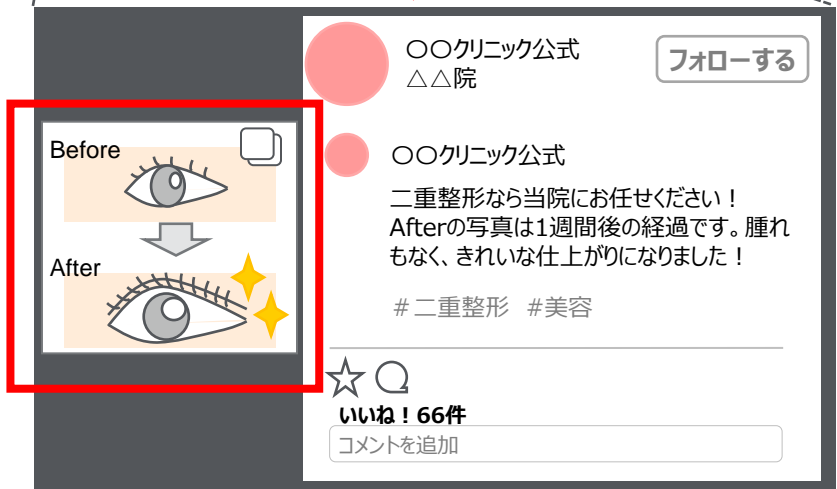 〇〇クリニック公式
△△院
フォローする
Before
After
〇〇クリニック公式
二重整形なら当院にお任せください！
Afterの写真は1週間後の経過です。腫れ
もなく、きれいな仕上がりになりました！
＃二重整形 #美容
いいね！66件
コメントを追加